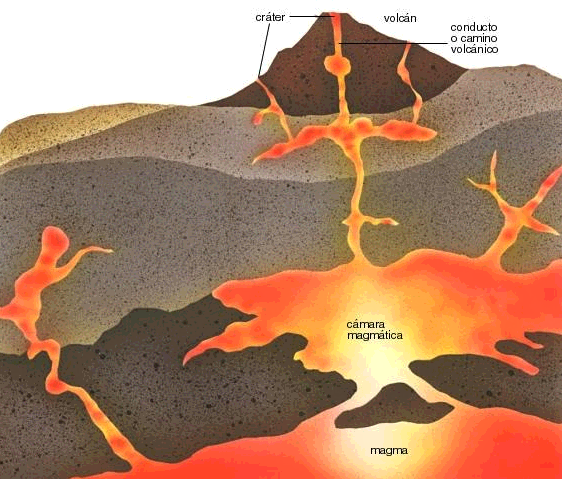 cráter
volcán
conducto
o camino
volcánico
cámara
magmática
magma